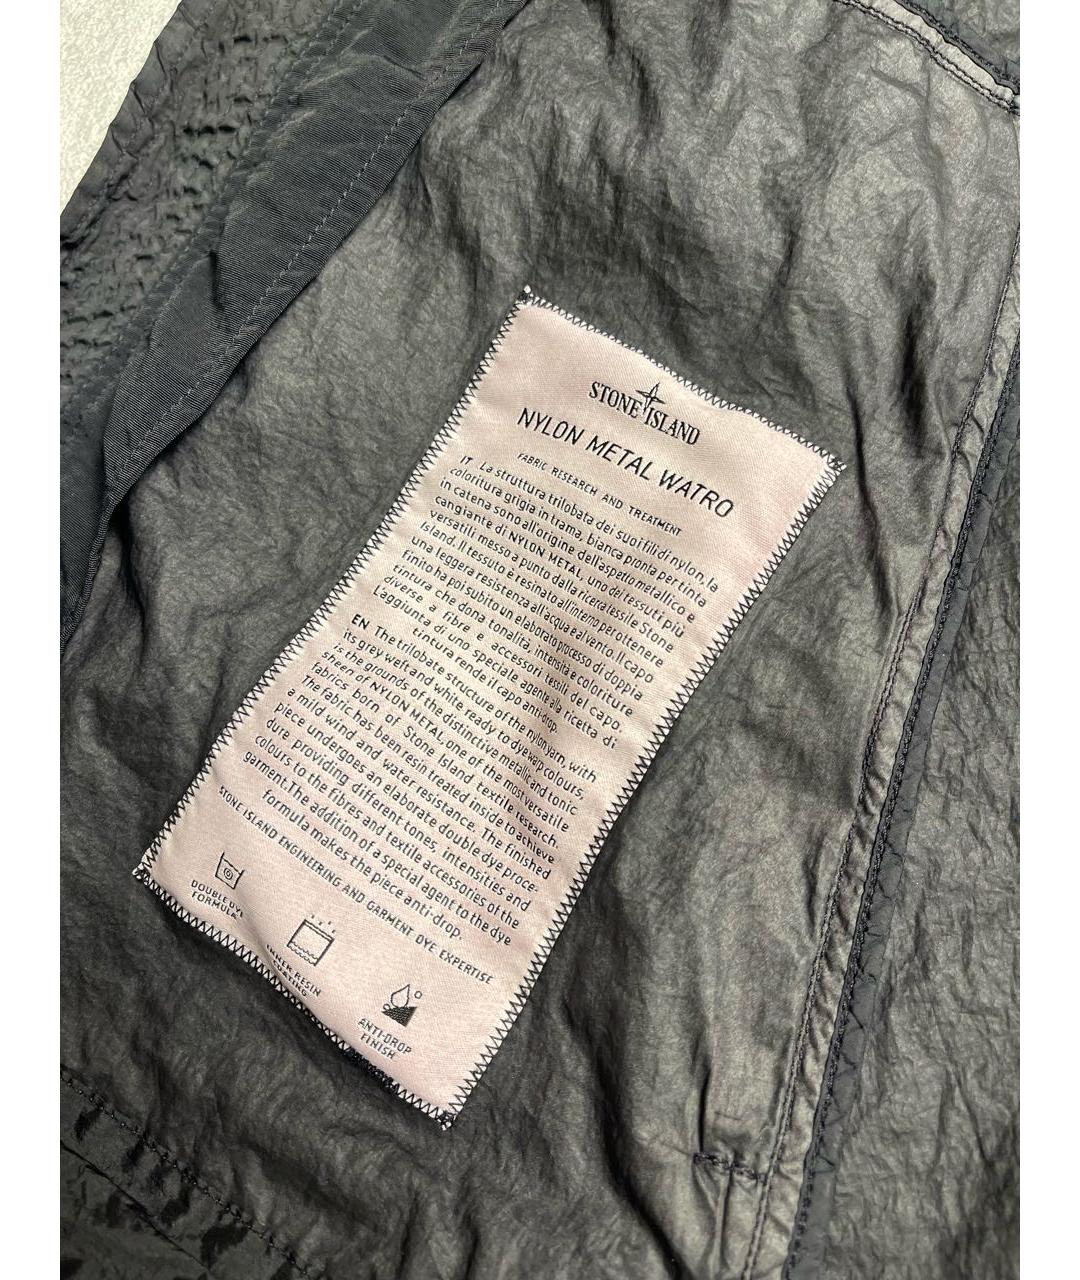 STONE ISLAND
NYLON METAL WATRO
FABRIC RESEARCH AND TREATMENT
IT La struttura trilobata dei suoi fili di nylon, la
coloritura grigia in trama, bianca pronta per tinta
in catena sono all'origine dell'aspetto metallico e
cangiante di NYLON METAL, uno dei tessuti più
versatili messo a punto dalla ricerca tessile Stone
Island. Il tessuto è resinato all'interno per ottenere
una leggera resistenza all'acqua e al vento. Il capo
finito ha poi subito un elaborato processo di doppia
tintura che dona tonalità, intensità e coloriture
diverse a fibre e accessori tessili del capo.
L'aggiunta di uno speciale agente alla ricetta di
tintura rende il capo anti-drop.
EN The trilobate structure of the nylon yarn, with
its grey weft and white ready to dye warp colours,
is the grounds of the distinctive metallic and tonic
sheen of NYLON METAL, one of the most versatile
fabrics born of Stone Island textile research.
The fabric has been resin treated inside to achieve
a mild wind and water resistance. The finished
piece undergoes an elaborate double dye proce-
dure, providing different tones, intensities and
colours to the fibres and textile accessories of the
garment. The addition of a special agent to the dye
formula makes the piece anti-drop.
STONE ISLAND ENGINEERING AND GARMENT DYE EXPERTISE
DOUBLE DYE
FORMULA
INNER RESIN
COATING
ANTI-DROP
FINISH